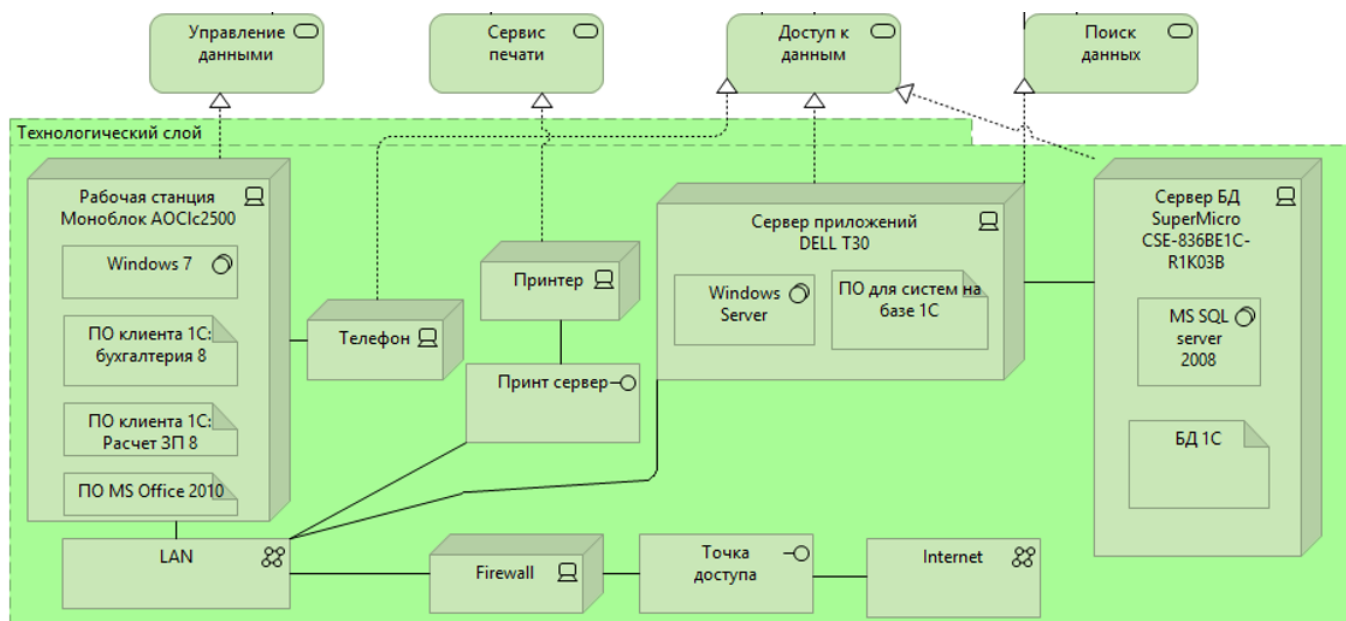 Управление
данными
Сервис
печати
Доступ к
данным
Поиск
данных
Технологический слой
Рабочая станция
Моноблок AOCIc2500
Windows 7
ПО клиента 1С:
бухгалтерия 8
ПО клиента 1С:
Расчет ЗП 8
ПО MS Office 2010
Телефон
Принтер
Принт сервер
Сервер приложений
DELL T30
Windows
Server
ПО для систем на
базе 1С
Сервер БД
SuperMicro
CSE-836BE1C-
R1K03B
MS SQL
server
2008
БД 1С
LAN
Firewall
Точка
доступа
Internet